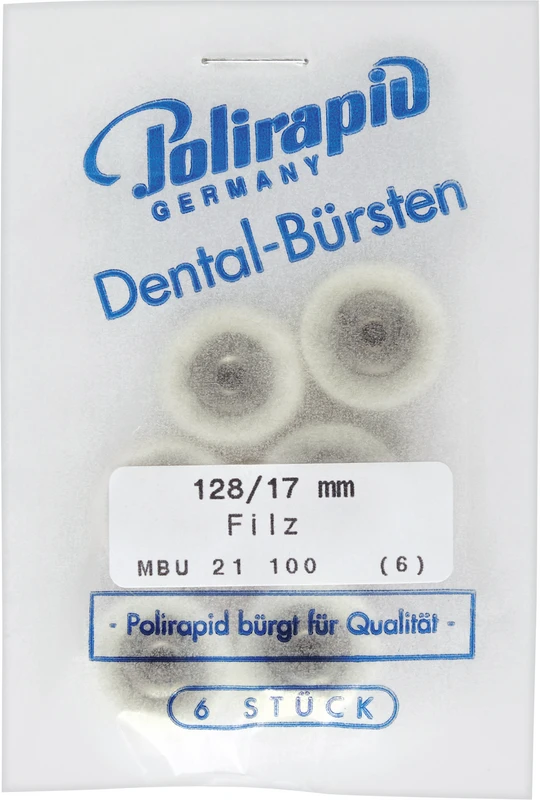 Polirapid
GERMANY
Dental-Bürsten
128/17 mm
Filz
MBU 21 100 (6)
- Polirapid bürgt für Qualität -
6 STÜCK